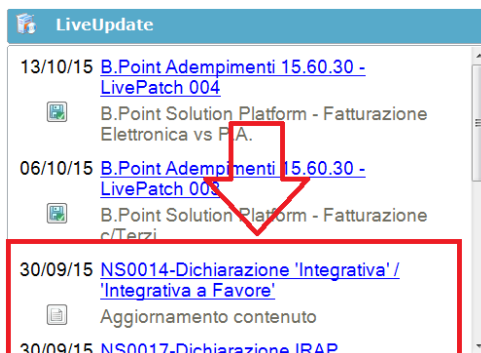 LiveUpdate
13/10/15 B.Point Adempimenti 15.60.30 -
LivePatch 004
B.Point Solution Platform - Fatturazione
Elettronica vs P.A.
06/10/15 B.Point Adempimenti 15.60.30 -
LivePatch 003
B.Point Solution Platform - Fatturazione
c/Terzi
30/09/15 NS0014-Dichiarazione 'Integrativa' /
'Integrativa a Favore'
Aggiornamento contenuto
30/09/15 NS0017-Dichiarazione IRAP